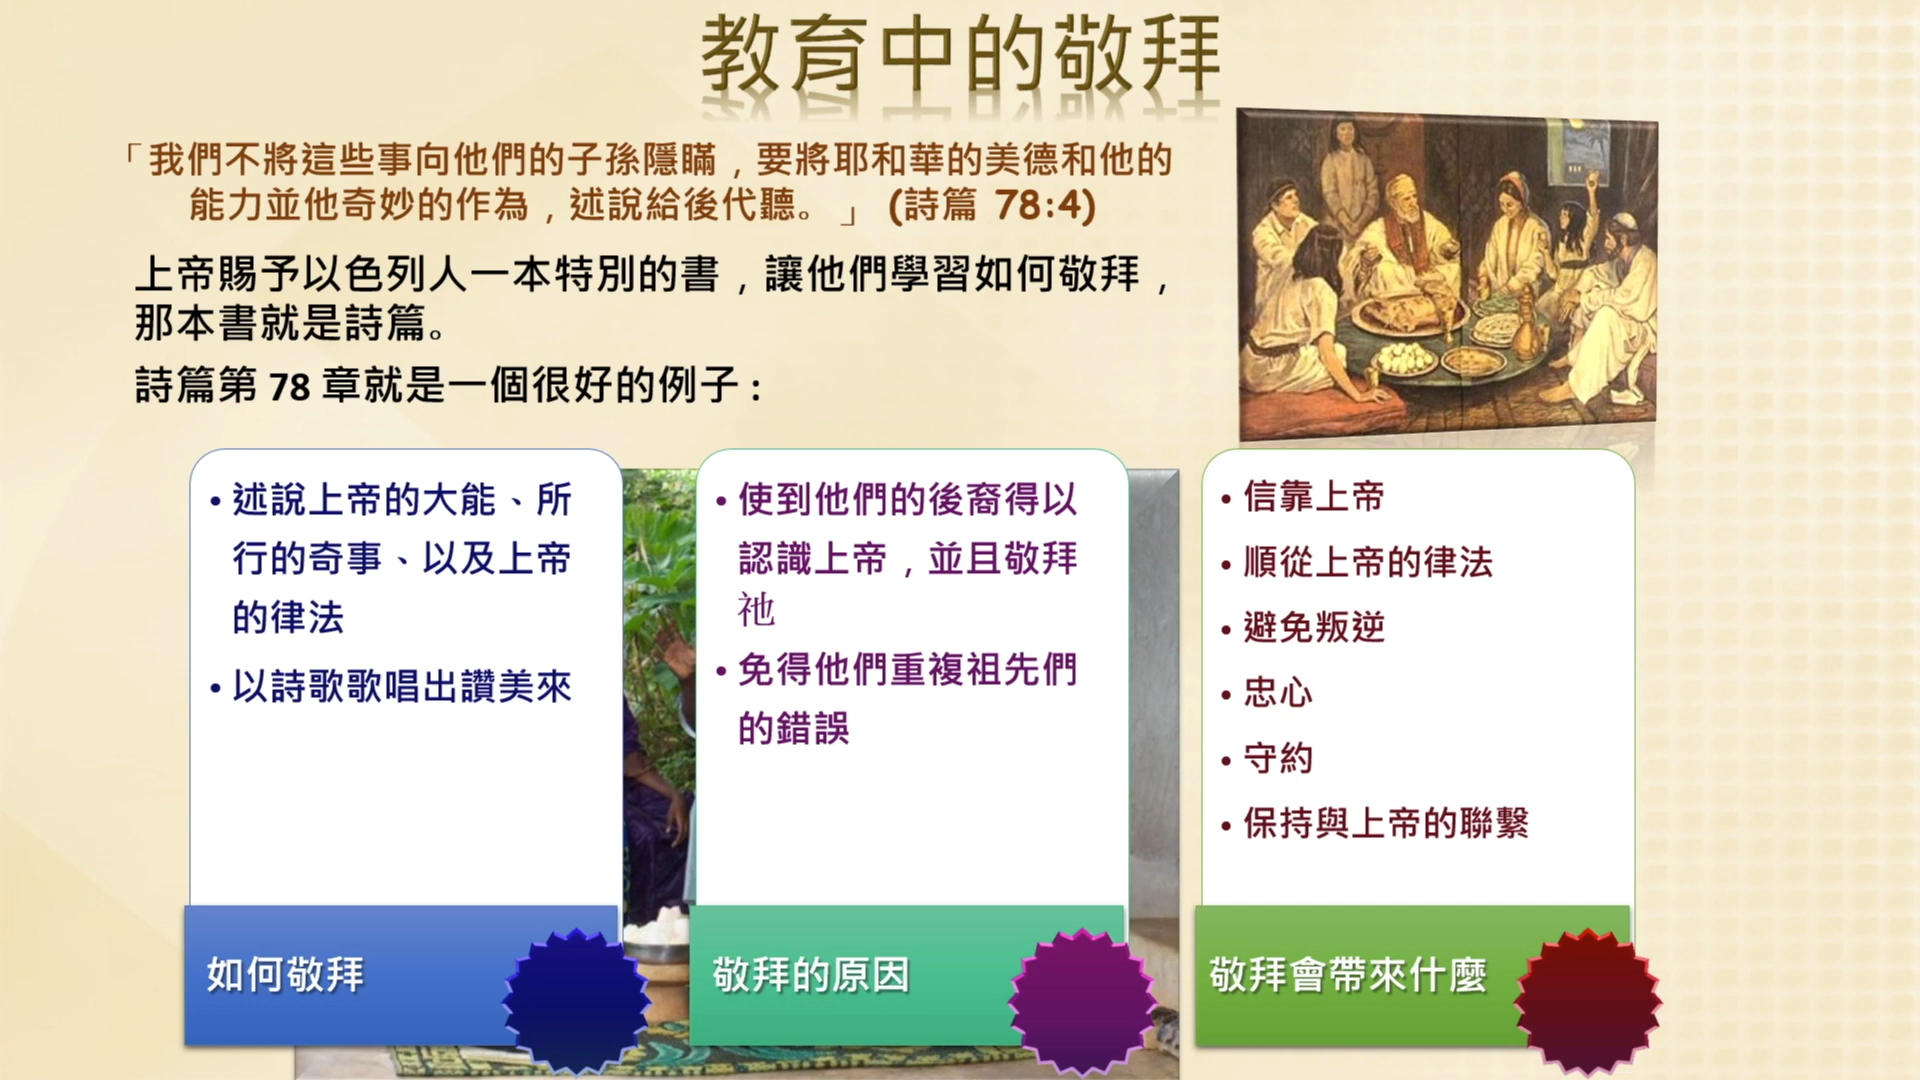 教育中的敬拜
「我們不將這些事向他們的子孫隱瞞，要將耶和華的美德和他的
能力並他奇妙的作為，述說給後代聽。」 (詩篇 78:4)
上帝賜予以色列人一本特別的書，讓他們學習如何敬拜，
那本書就是詩篇。
詩篇第 78 章就是一個很好的例子：
• 述說上帝的大能、所
行的奇事、以及上帝
的律法
• 以詩歌歌唱出讚美來
如何敬拜
• 使到他們的後裔得以
認識上帝，並且敬拜
祂
• 免得他們重複祖先們
的錯誤
敬拜的原因
• 信靠上帝
• 順從上帝的律法
• 避免叛逆
• 忠心
• 守約
• 保持與上帝的聯繫
敬拜會帶來什麼